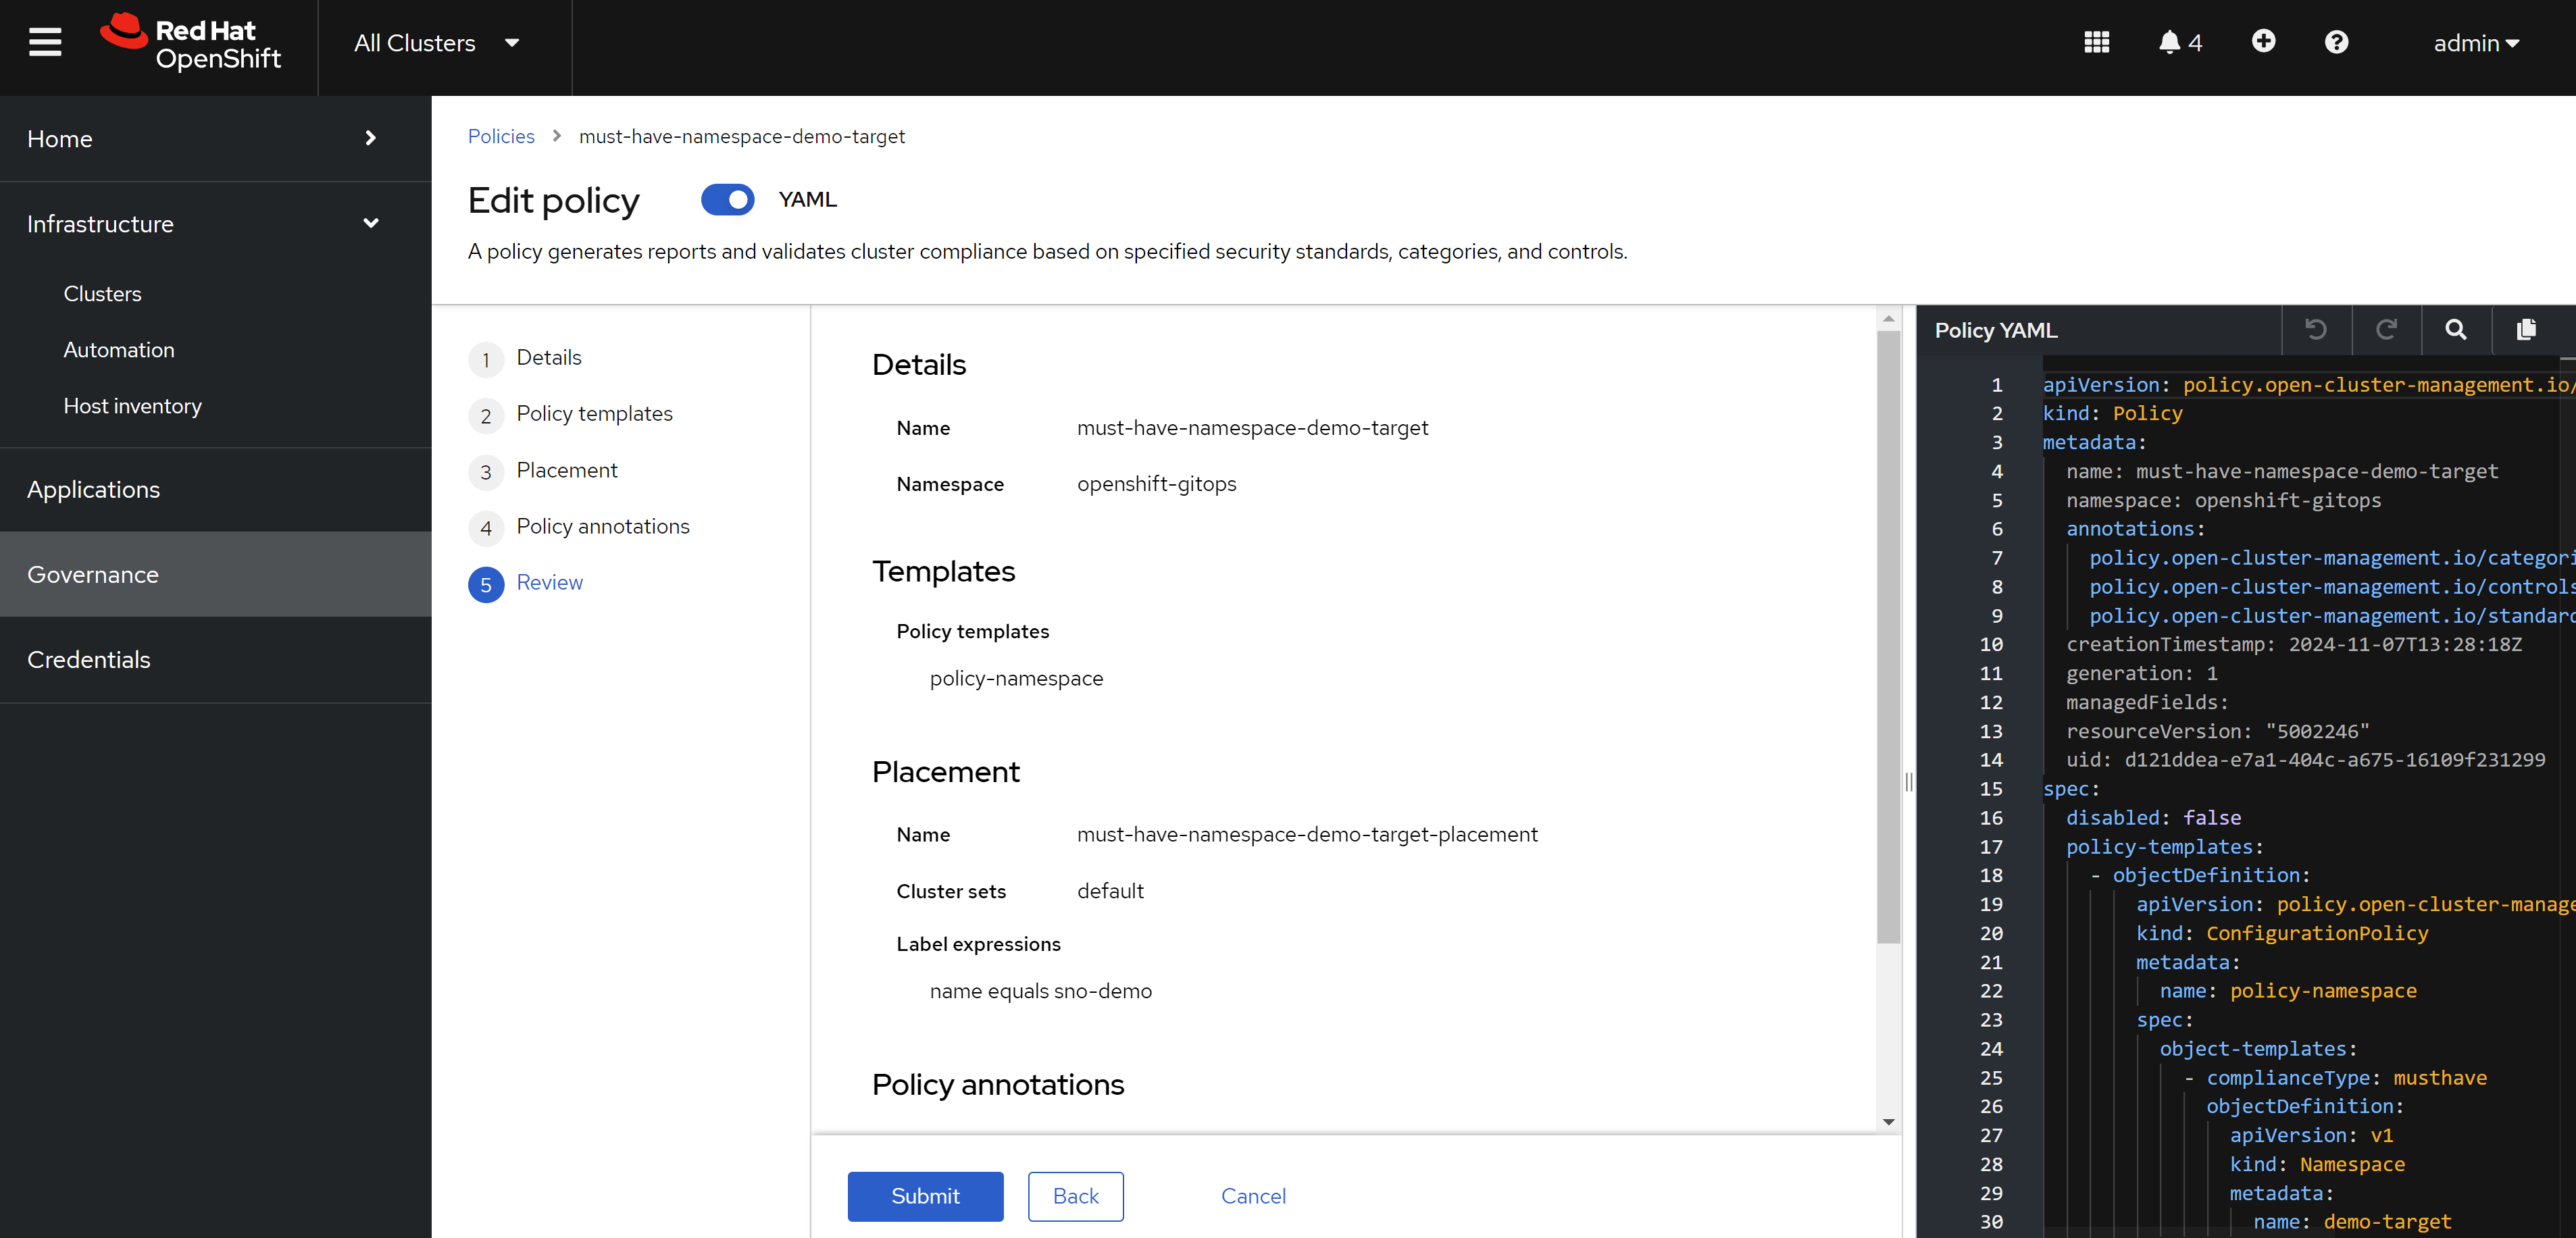 Red Hat
OpenShift
All Clusters
4
admin
Home
Infrastructure
Clusters
Automation
Host inventory
Applications
Governance
Credentials
Policies > must-have-namespace-demo-target
Edit policy
YAML
A policy generates reports and validates cluster compliance based on specified security standards, categories, and controls.
1 Details
2 Policy templates
3 Placement
4 Policy annotations
5 Review
Details
Name must-have-namespace-demo-target
Namespace openshift-gitops
Templates
Policy templates
policy-namespace
Placement
Name must-have-namespace-demo-target-placement
Cluster sets default
Label expressions
name equals sno-demo
Policy annotations
Submit
Back
Cancel
Policy YAML
1 apiVersion: policy.open-cluster-management.io/
2 kind: Policy
3 metadata:
4 name: must-have-namespace-demo-target
5 namespace: openshift-gitops
6 annotations:
7 policy.open-cluster-management.io/categori
8 policy.open-cluster-management.io/controls
9 policy.open-cluster-management.io/standard
10 creationTimestamp: 2024-11-07T13:28:18Z
11 generation: 1
12 managedFields:
13 resourceVersion: "5002246"
14 uid: d121ddea-e7a1-404c-a675-16109f231299
15 spec:
16 disabled: false
17 policy-templates:
18 - objectDefinition:
19 apiVersion: policy.open-cluster-manage
20 kind: ConfigurationPolicy
21 metadata:
22 name: policy-namespace
23 spec:
24 object-templates:
25 - complianceType: musthave
26 objectDefinition:
27 apiVersion: v1
28 kind: Namespace
29 metadata:
30 name: demo-target